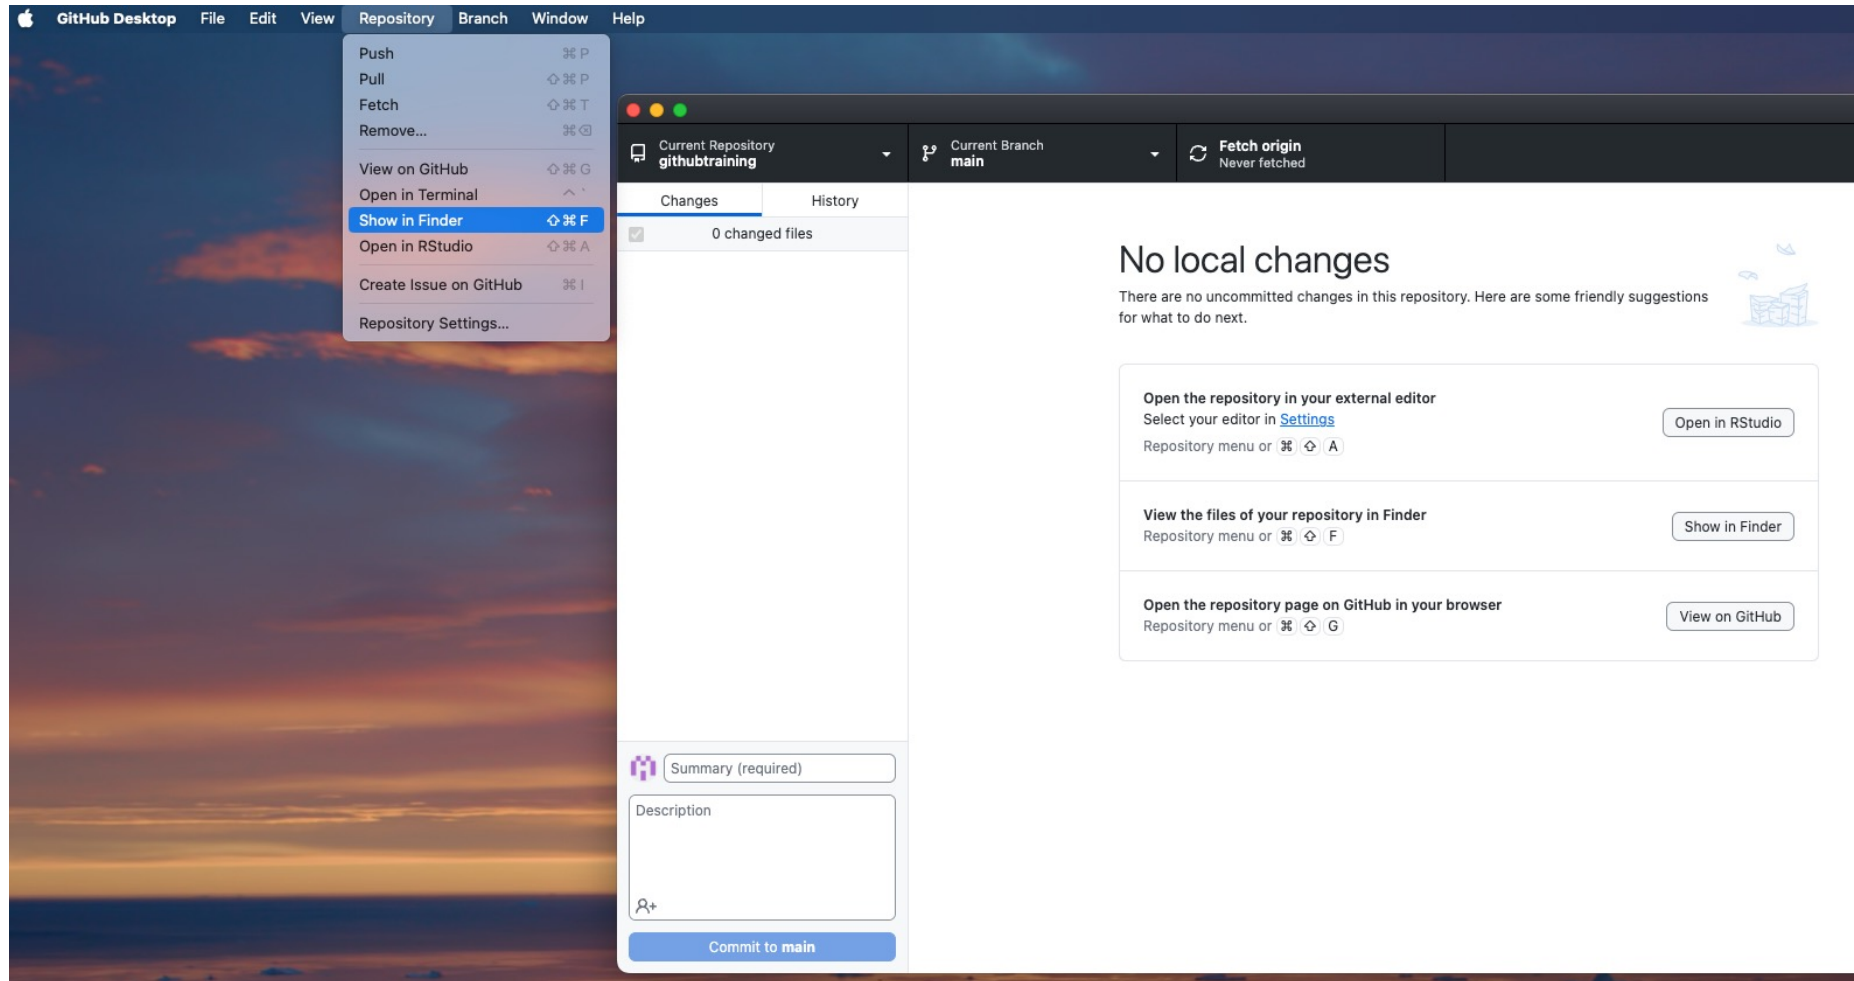 GitHub Desktop File Edit View Repository Branch Window Help
Push ⌘ P
Pull ⇧ ⌘ P
Fetch ⇧ ⌘ T
Remove... ⌘ ⌫
View on GitHub ⇧ ⌘ G
Open in Terminal ⌃ `
Show in Finder ⇧ ⌘ F
Open in RStudio ⇧ ⌘ A
Create Issue on GitHub ⌘ I
Repository Settings...
Current Repository
githubtraining
Current Branch
main
Fetch origin
Never fetched
Changes History
0 changed files
Summary (required)
Description
Commit to main
No local changes
There are no uncommitted changes in this repository. Here are some friendly suggestions
for what to do next.
Open the repository in your external editor
Select your editor in Settings
Repository menu or ⌘ ⇧ A
Open in RStudio
View the files of your repository in Finder
Repository menu or ⌘ ⇧ F
Show in Finder
Open the repository page on GitHub in your browser
Repository menu or ⌘ ⇧ G
View on GitHub